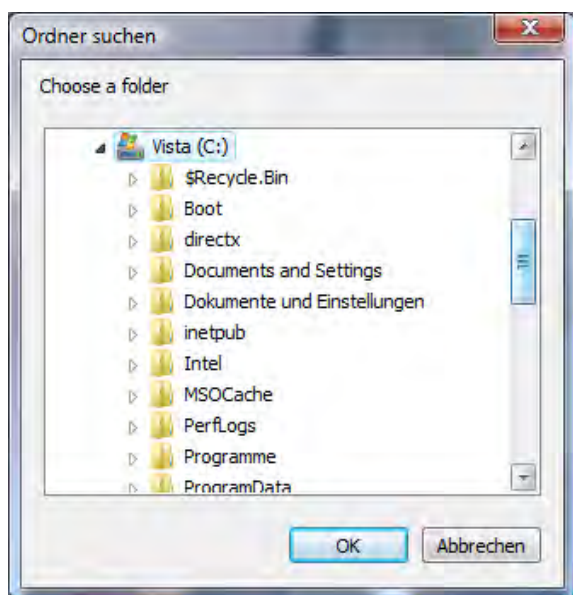 Ordner suchen
Choose a folder
Vista (C:)
$Recycle.Bin
Boot
directx
Documents and Settings
Dokumente und Einstellungen
inetpub
Intel
MSOCache
PerfLogs
Programme
ProgramData
OK Abbrechen